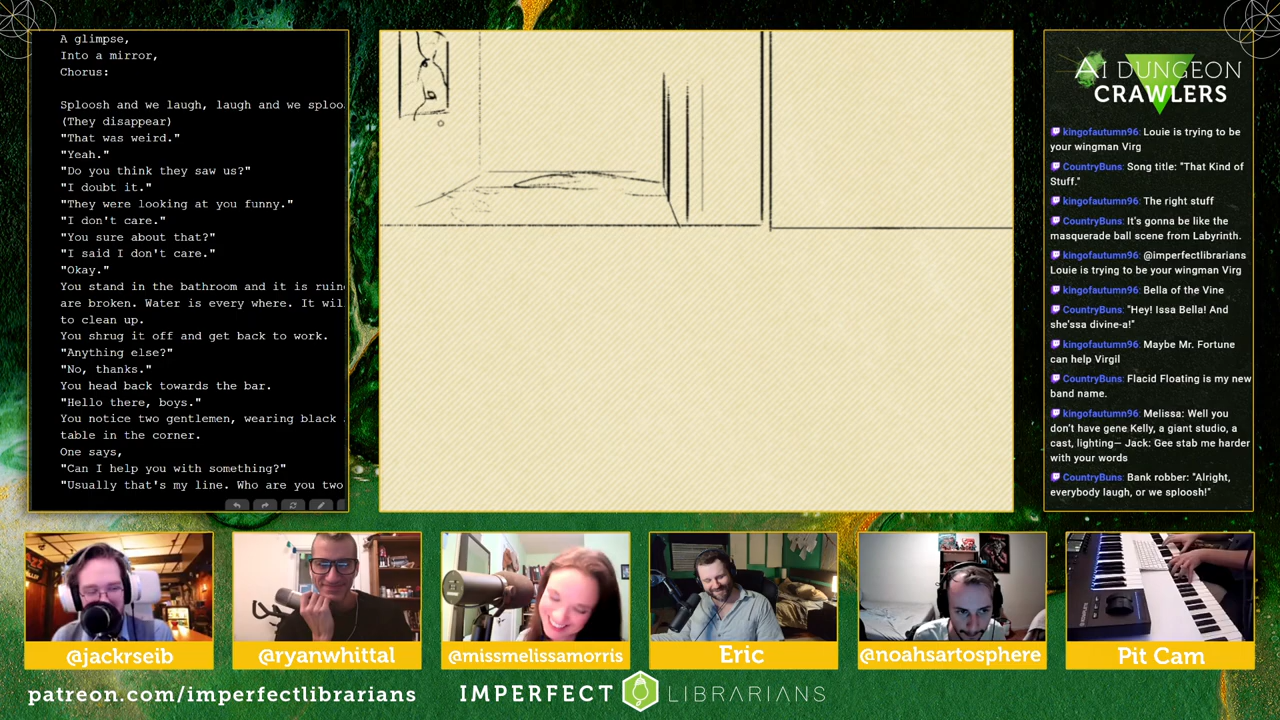 A glimpse,
Into a mirror,
Chorus:
Sploosh and we laugh, laugh and we sploo
(They disappear)
"That was weird."
"Yeah."
"Do you think they saw us?"
"I doubt it."
"They were looking at you funny."
"I don't care."
"You sure about that?"
"I said I don't care."
"Okay."
You stand in the bathroom and it is ruin
are broken. Water is every where. It wil
to clean up.
You shrug it off and get back to work.
"Anything else?"
"No, thanks."
You head back towards the bar.
"Hello there, boys."
You notice two gentlemen, wearing black
table in the corner.
One says,
"Can I help you with something?"
"Usually that's my line. Who are you two
AI DUNGEON
CRAWLERS
kingofautumn96: Louie is trying to be
your wingman Virg
CountryBuns: Song title: "That Kind of
Stuff."
kingofautumn96: The right stuff
CountryBuns: It's gonna be like the
masquerade ball scene from Labyrinth.
kingofautumn96: @imperfectlibrarians
Louie is trying to be your wingman Virg
kingofautumn96: Bella of the Vine
CountryBuns: "Hey! Issa Bella! And
she'ssa divine-a!"
kingofautumn96: Maybe Mr. Fortune
can help Virgil
CountryBuns: Flacid Floating is my new
band name.
kingofautumn96: Melissa: Well you
don't have gene Kelly, a giant studio, a
cast, lighting— Jack: Gee stab me harder
with your words
CountryBuns: Bank robber: "Alright,
everybody laugh, or we sploosh!"
@jackrseib
@ryanwhittal
@missmelissamorris
Eric
@noahsartosphere
Pit Cam
patreon.com/imperfectlibrarians
IMPERFECT LIBRARIANS